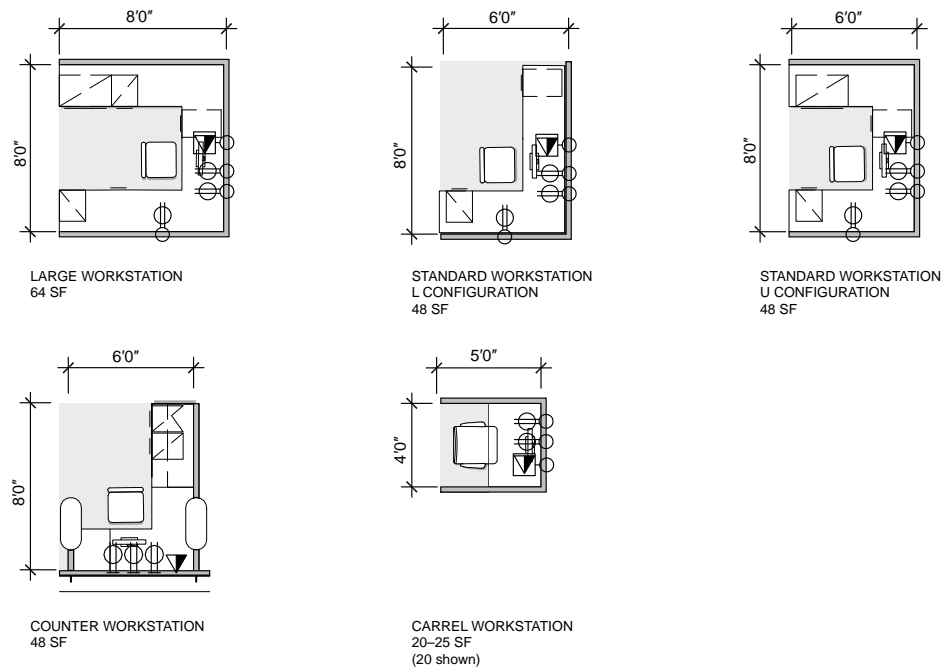 8'0"
6'0"
6'0"
8'0"
8'0"
8'0"
LARGE WORKSTATION
64 SF
STANDARD WORKSTATION
L CONFIGURATION
48 SF
STANDARD WORKSTATION
U CONFIGURATION
48 SF
6'0"
5'0"
8'0"
4'0"
COUNTER WORKSTATION
48 SF
CARREL WORKSTATION
20–25 SF
(20 shown)